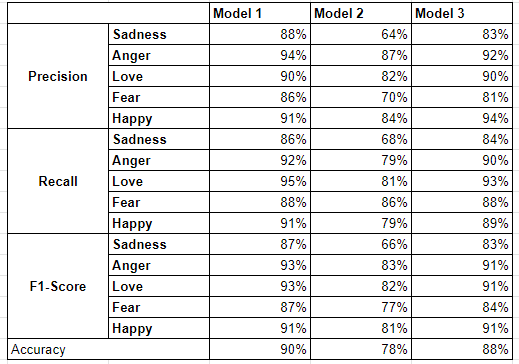 Model 1 Model 2 Model 3
Precision Sadness 88% 64% 83%
Anger 94% 87% 92%
Love 90% 82% 90%
Fear 86% 70% 81%
Happy 91% 84% 94%
Recall Sadness 86% 68% 84%
Anger 92% 79% 90%
Love 95% 81% 93%
Fear 88% 86% 88%
Happy 91% 79% 89%
F1-Score Sadness 87% 66% 83%
Anger 93% 83% 91%
Love 93% 82% 91%
Fear 87% 77% 84%
Happy 91% 81% 91%
Accuracy 90% 78% 88%